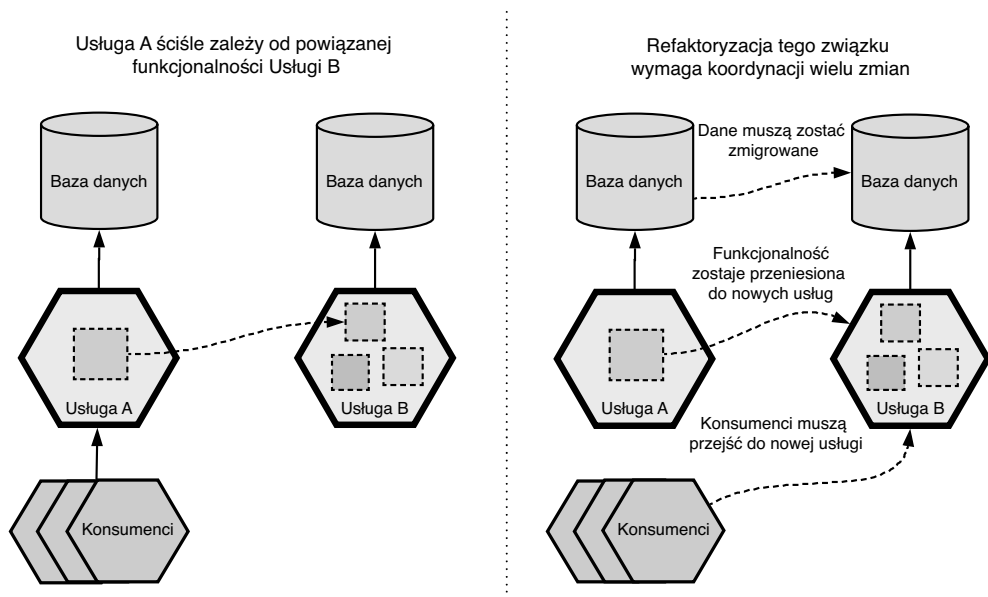 Usługa A ściśle zależy od powiązanej
funkcjonalności Usługi B
Baza danych
Baza danych
Usługa A
Usługa B
Konsumenci
Refaktoryzacja tego związku
wymaga koordynacji wielu zmian
Dane muszą zostać
zmigrowane
Baza danych
Baza danych
Funkcjonalność
zostaje przeniesiona
do nowych usług
Usługa A
Usługa B
Konsumenci muszą
przejść do nowej usługi
Konsumenci